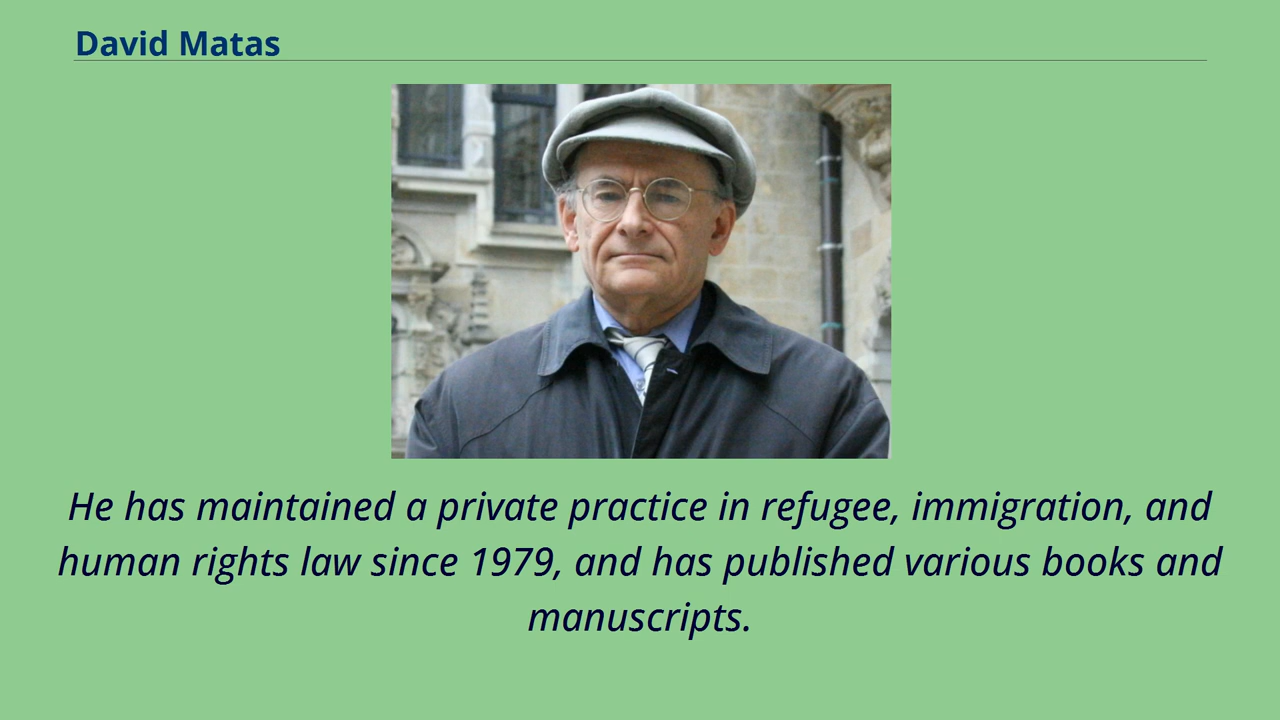 David Matas
He has maintained a private practice in refugee, immigration, and
human rights law since 1979, and has published various books and
manuscripts.